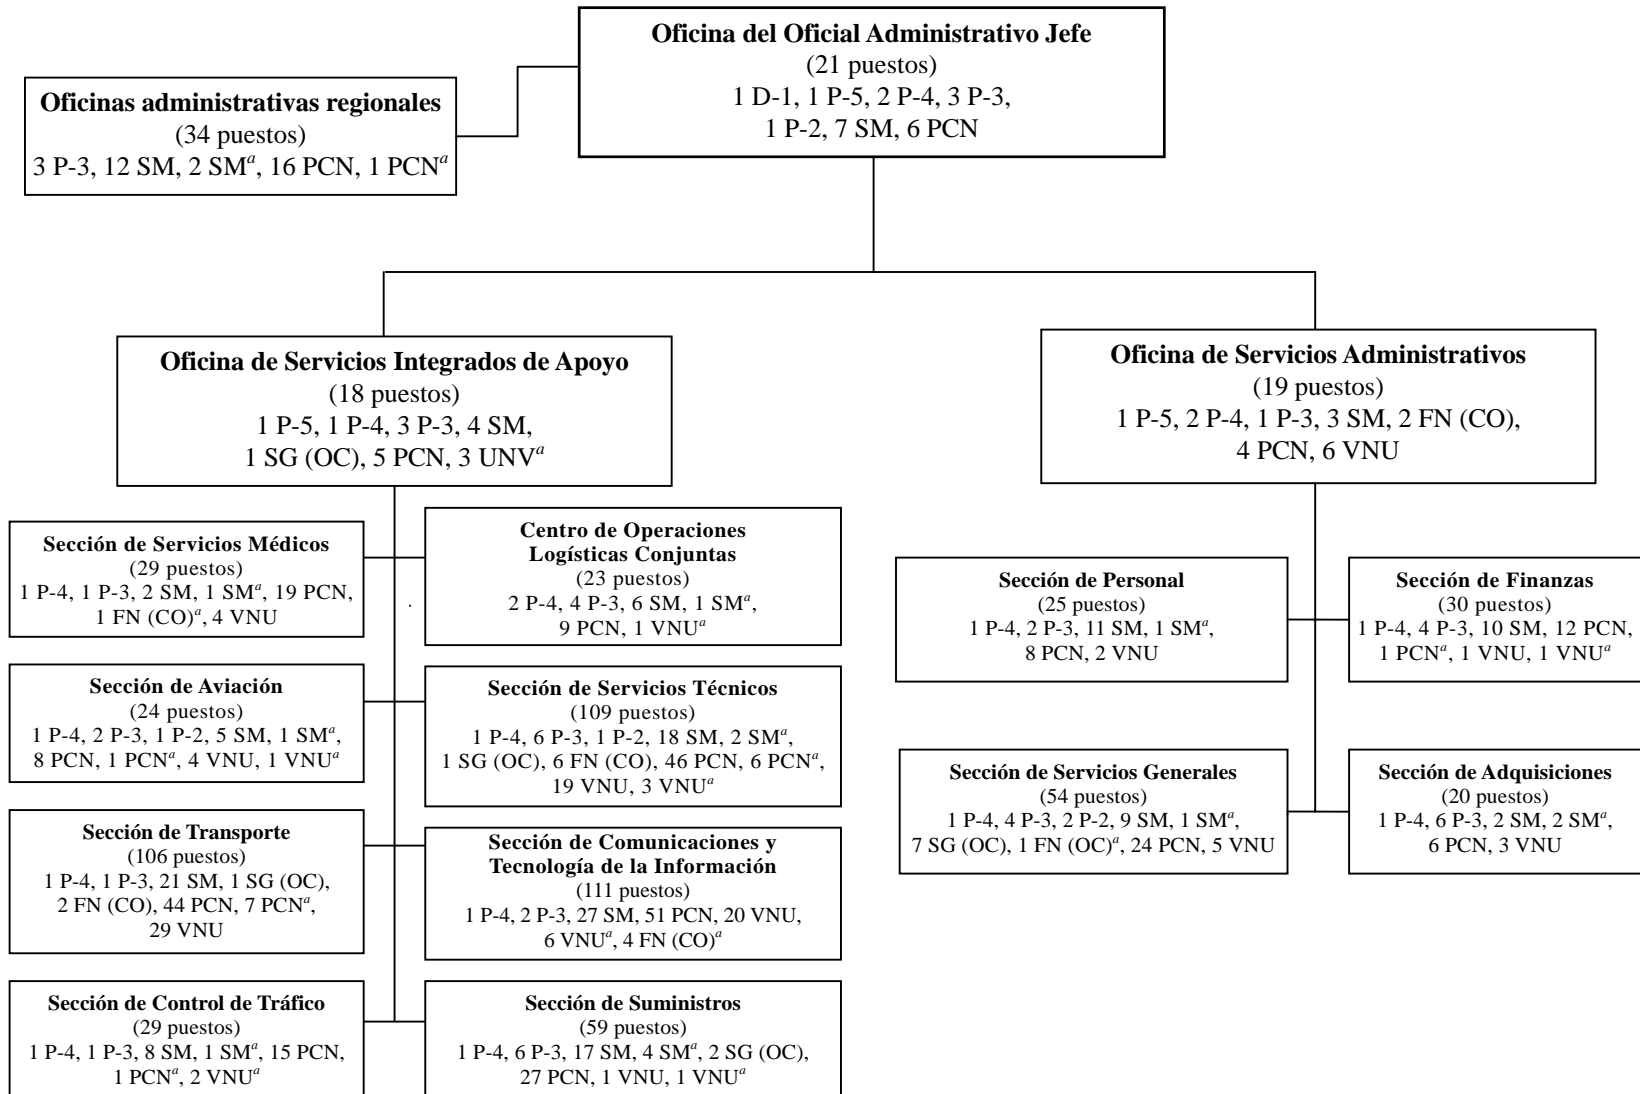 Oficina del Oficial Administrativo Jefe
(21 puestos)
1 D-1, 1 P-5, 2 P-4, 3 P-3,
1 P-2, 7 SM, 6 PCN
Oficinas administrativas regionales
(34 puestos)
3 P-3, 12 SM, 2 SMᵃ, 16 PCN, 1 PCNᵃ
Oficina de Servicios Integrados de Apoyo
(18 puestos)
1 P-5, 1 P-4, 3 P-3, 4 SM,
1 SG (OC), 5 PCN, 3 UNVᵃ
Oficina de Servicios Administrativos
(19 puestos)
1 P-5, 2 P-4, 1 P-3, 3 SM, 2 FN (CO),
4 PCN, 6 VNU
Sección de Servicios Médicos
(29 puestos)
1 P-4, 1 P-3, 2 SM, 1 SMᵃ, 19 PCN,
1 FN (CO)ᵃ, 4 VNU
Centro de Operaciones
Logísticas Conjuntas
(23 puestos)
2 P-4, 4 P-3, 6 SM, 1 SMᵃ,
9 PCN, 1 VNUᵃ
Sección de Personal
(25 puestos)
1 P-4, 2 P-3, 11 SM, 1 SMᵃ,
8 PCN, 2 VNU
Sección de Finanzas
(30 puestos)
1 P-4, 4 P-3, 10 SM, 12 PCN,
1 PCNᵃ, 1 VNU, 1 VNUᵃ
Sección de Aviación
(24 puestos)
1 P-4, 2 P-3, 1 P-2, 5 SM, 1 SMᵃ,
8 PCN, 1 PCNᵃ, 4 VNU, 1 VNUᵃ
Sección de Servicios Técnicos
(109 puestos)
1 P-4, 6 P-3, 1 P-2, 18 SM, 2 SMᵃ,
1 SG (OC), 6 FN (CO), 46 PCN, 6 PCNᵃ,
19 VNU, 3 VNUᵃ
Sección de Servicios Generales
(54 puestos)
1 P-4, 4 P-3, 2 P-2, 9 SM, 1 SMᵃ,
7 SG (OC), 1 FN (OC)ᵃ, 24 PCN, 5 VNU
Sección de Adquisiciones
(20 puestos)
1 P-4, 6 P-3, 2 SM, 2 SMᵃ,
6 PCN, 3 VNU
Sección de Transporte
(106 puestos)
1 P-4, 1 P-3, 21 SM, 1 SG (OC),
2 FN (CO), 44 PCN, 7 PCNᵃ,
29 VNU
Sección de Comunicaciones y
Tecnología de la Información
(111 puestos)
1 P-4, 2 P-3, 27 SM, 51 PCN, 20 VNU,
6 VNUᵃ, 4 FN (CO)ᵃ
Sección de Control de Tráfico
(29 puestos)
1 P-4, 1 P-3, 8 SM, 1 SMᵃ, 15 PCN,
1 PCNᵃ, 2 VNUᵃ
Sección de Suministros
(59 puestos)
1 P-4, 6 P-3, 17 SM, 4 SMᵃ, 2 SG (OC),
27 PCN, 1 VNU, 1 VNUᵃ